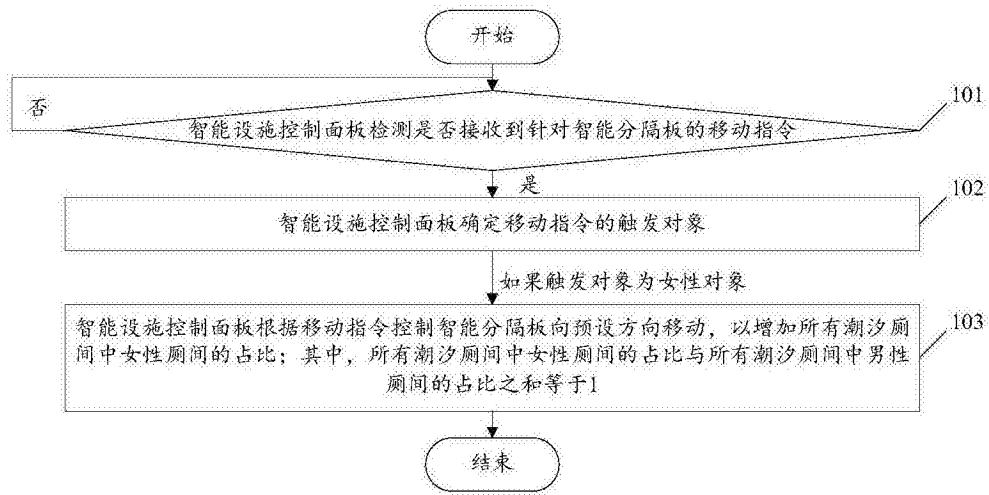 开始
否
101
智能设施控制面板检测是否接收到针对智能分隔板的移动指令
是
102
智能设施控制面板确定移动指令的触发对象
如果触发对象为女性对象
103
智能设施控制面板根据移动指令控制智能分隔板向预设方向移动，以增加所有潮汐厕
间中女性厕间的占比；其中，所有潮汐厕间中女性厕间的占比与所有潮汐厕间中男性
厕间的占比之和等于1
结束